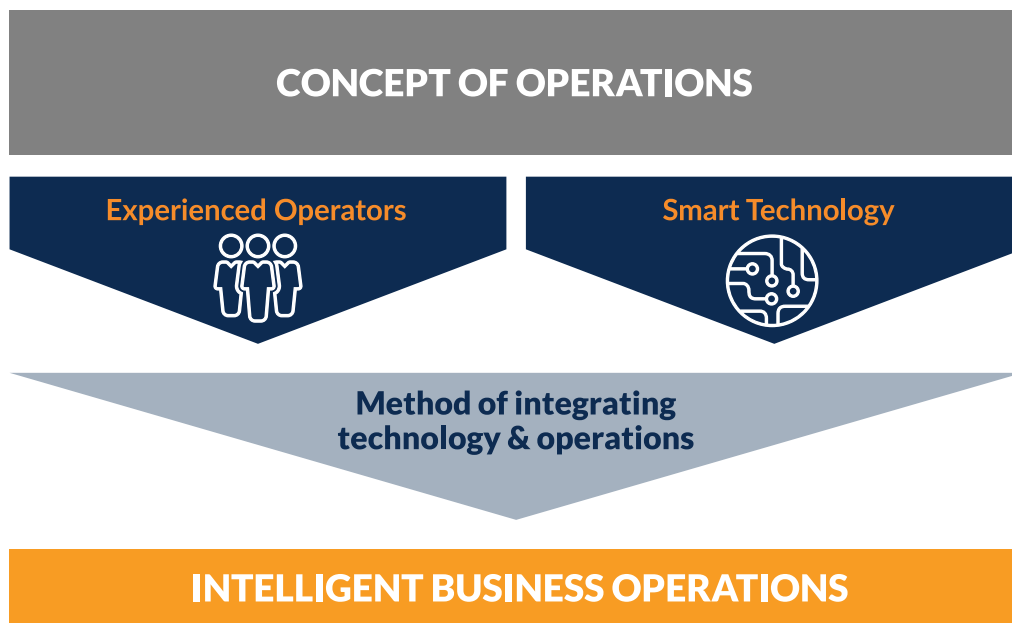 CONCEPT OF OPERATIONS
Experienced Operators
Smart Technology
Method of integrating
technology & operations
INTELLIGENT BUSINESS OPERATIONS